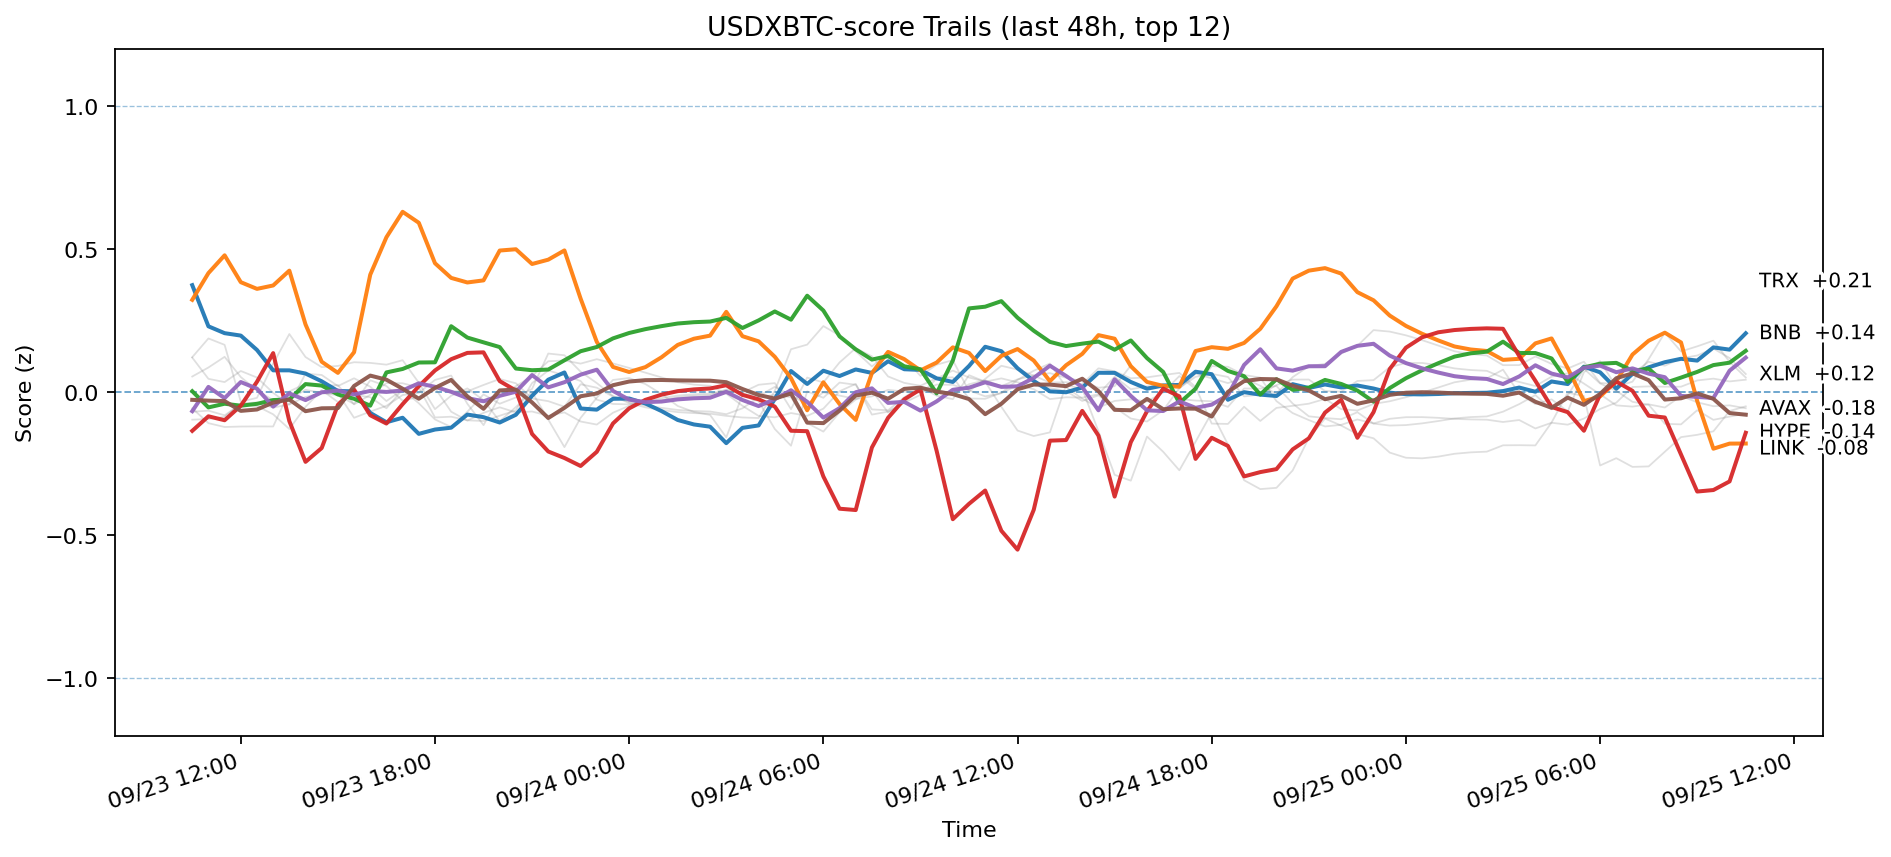 USDXBTC-score Trails (last 48h, top 12)
Score (z)
1.0
0.5
0.0
−0.5
−1.0
TRX +0.21
BNB +0.14
XLM +0.12
AVAX -0.18
HYPE -0.14
LINK -0.08
09/23 12:00
09/23 18:00
09/24 00:00
09/24 06:00
09/24 12:00
09/24 18:00
09/25 00:00
09/25 06:00
09/25 12:00
Time